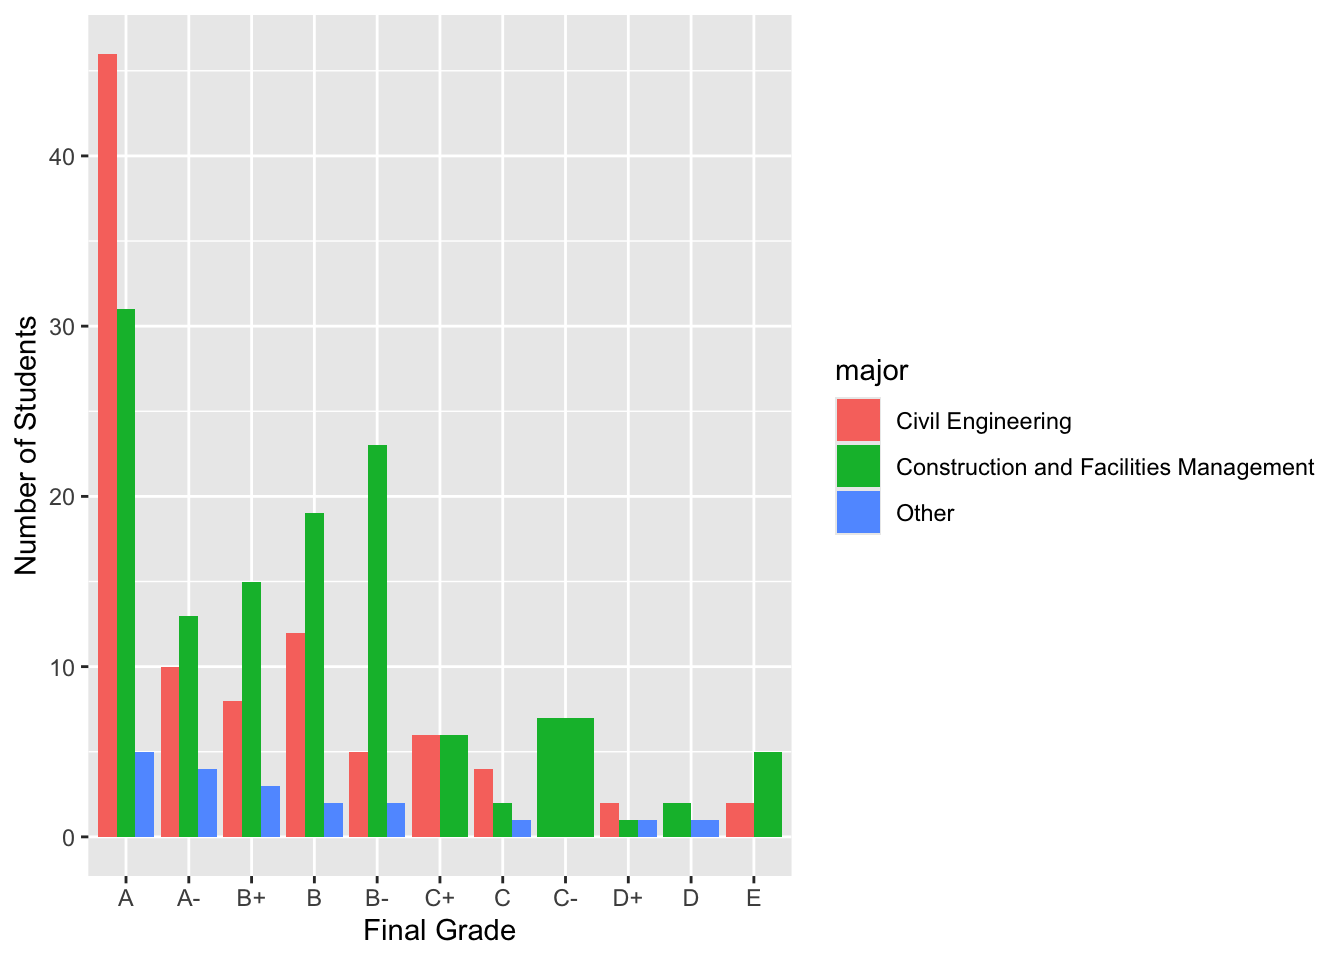 40
30
20
10
0
Number of Students
A A- B+ B B- C+ C C- D+ D E
Final Grade
major
Civil Engineering
Construction and Facilities Management
Other